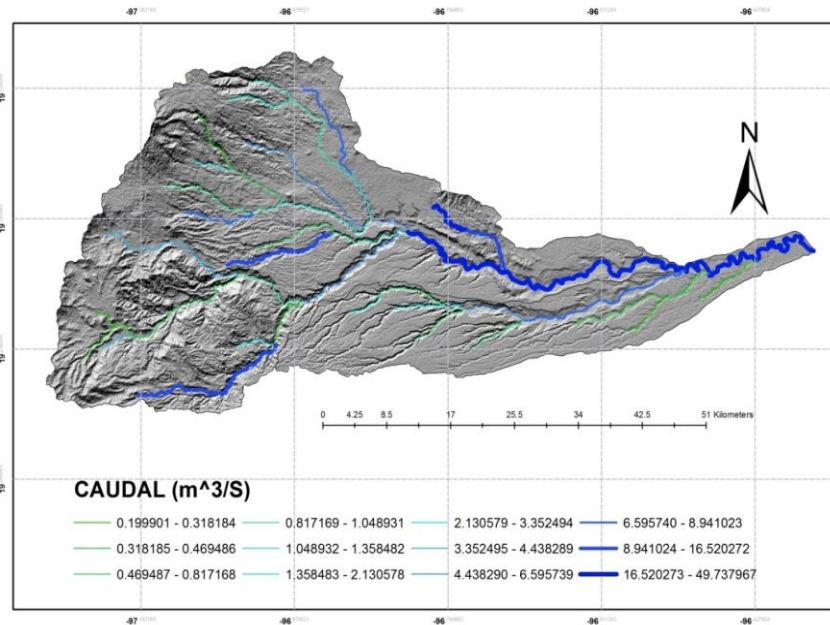 -97 -96 -96 -96 -96
N
19
19
19
19
0 4.25 8.5 17 25.5 34 42.5 51 Kilometers
CAUDAL (m^3/S)
0.199901 - 0.318184 0.817169 - 1.048931 2.130579 - 3.352494 6.595740 - 8.941023
0.318185 - 0.469486 1.048932 - 1.358482 3.352495 - 4.438289 8.941024 - 16.520272
0.469487 - 0.817168 1.358483 - 2.130578 4.438290 - 6.595739 16.520273 - 49.737967
-97 -96 -96 -96 -96